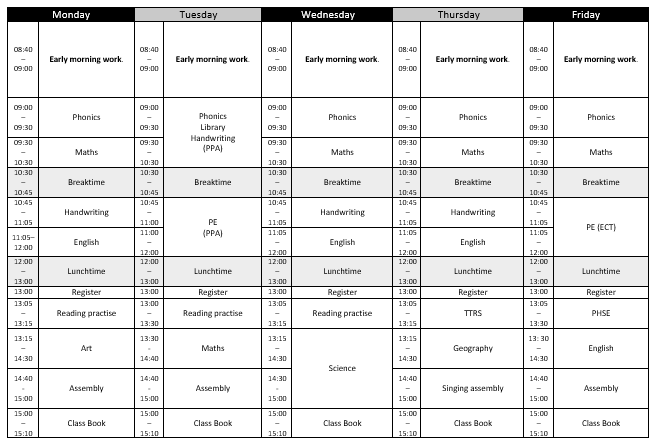 Monday
Tuesday
Wednesday
Thursday
Friday
08:40
–
09:00
Early morning work.
08:40
–
09:00
Early morning work.
08:40
–
09:00
Early morning work.
08:40
–
09:00
Early morning work.
08:40
–
09:00
Early morning work.
09:00
–
09:30
Phonics
09:00
–
09:30
Phonics
Library
Handwriting
(PPA)
09:00
–
09:30
Phonics
09:00
–
09:30
Phonics
09:00
–
09:30
Phonics
09:30
–
10:30
Maths
09:30
–
10:30
09:30
–
10:30
Maths
09:30
–
10:30
Maths
09:30
–
10:30
Maths
10:30
–
10:45
Breaktime
10:30
–
10:45
Breaktime
10:30
–
10:45
Breaktime
10:30
–
10:45
Breaktime
10:30
–
10:45
Breaktime
10:45
–
11:05
Handwriting
10:45
–
11:00
PE
(PPA)
10:45
–
11:05
Handwriting
10:45
–
11:05
Handwriting
10:45
–
11:05
PE (ECT)
11:05–
12:00
English
11:00
–
12:00
11:05
–
12:00
English
11:05
–
12:00
English
11:05
–
12:00
12:00
–
13:00
Lunchtime
12:00
–
13:00
Lunchtime
12:00
–
13:00
Lunchtime
12:00
–
13:00
Lunchtime
12:00
–
13:00
Lunchtime
13:00
Register
13:00
Register
13:00
Register
13:00
Register
13:00
Register
13:05
–
13:15
Reading practise
13:00
–
13:30
Reading practise
13:05
–
13:15
Reading practise
13:05
–
13:15
TTRS
13:05
–
13:30
PHSE
13:15
–
14:30
Art
13:30
-
14:40
Maths
13:15
–
14:30
Science
13:15
–
14:30
Geography
13: 30
–
14:30
English
14:40
-
15:00
Assembly
14:40
-
15:00
Assembly
14:30
-
15:00
14:40
–
15:00
Singing assembly
14:40
-
15:00
Assembly
15:00
–
15:10
Class Book
15:00
–
15:10
Class Book
15:00
–
15:10
Class Book
15:00
–
15:10
Class Book
15:00
–
15:10
Class Book